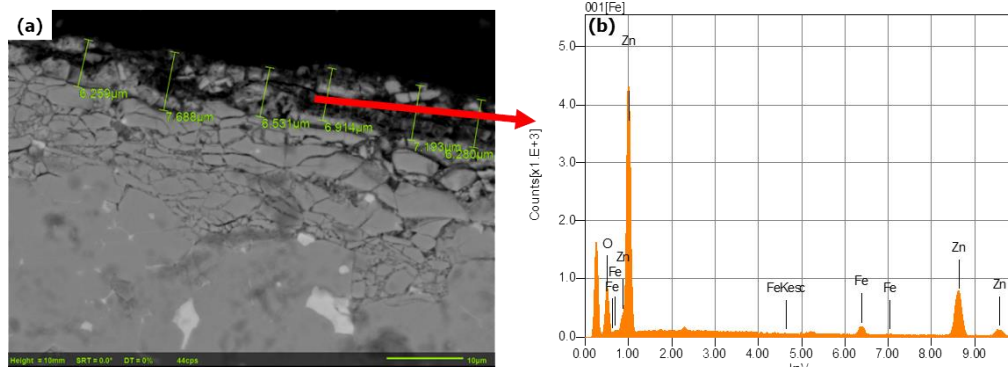 (a)
8.259µm
7.688µm
6.531µm
6.914µm
7.193µm
6.280µm
Height =10mm SRT = 0.0° DT = 0% 44cps 10µm
001[Fe]
(b)
Counts[x1.E+3]
5.0
4.0
3.0
2.0
1.0
0.0
Zn
O
Fe
Fe
Zn
FeKesc
Fe
Fe
Zn
Zn
0.00 1.00 2.00 3.00 4.00 5.00 6.00 7.00 8.00 9.00